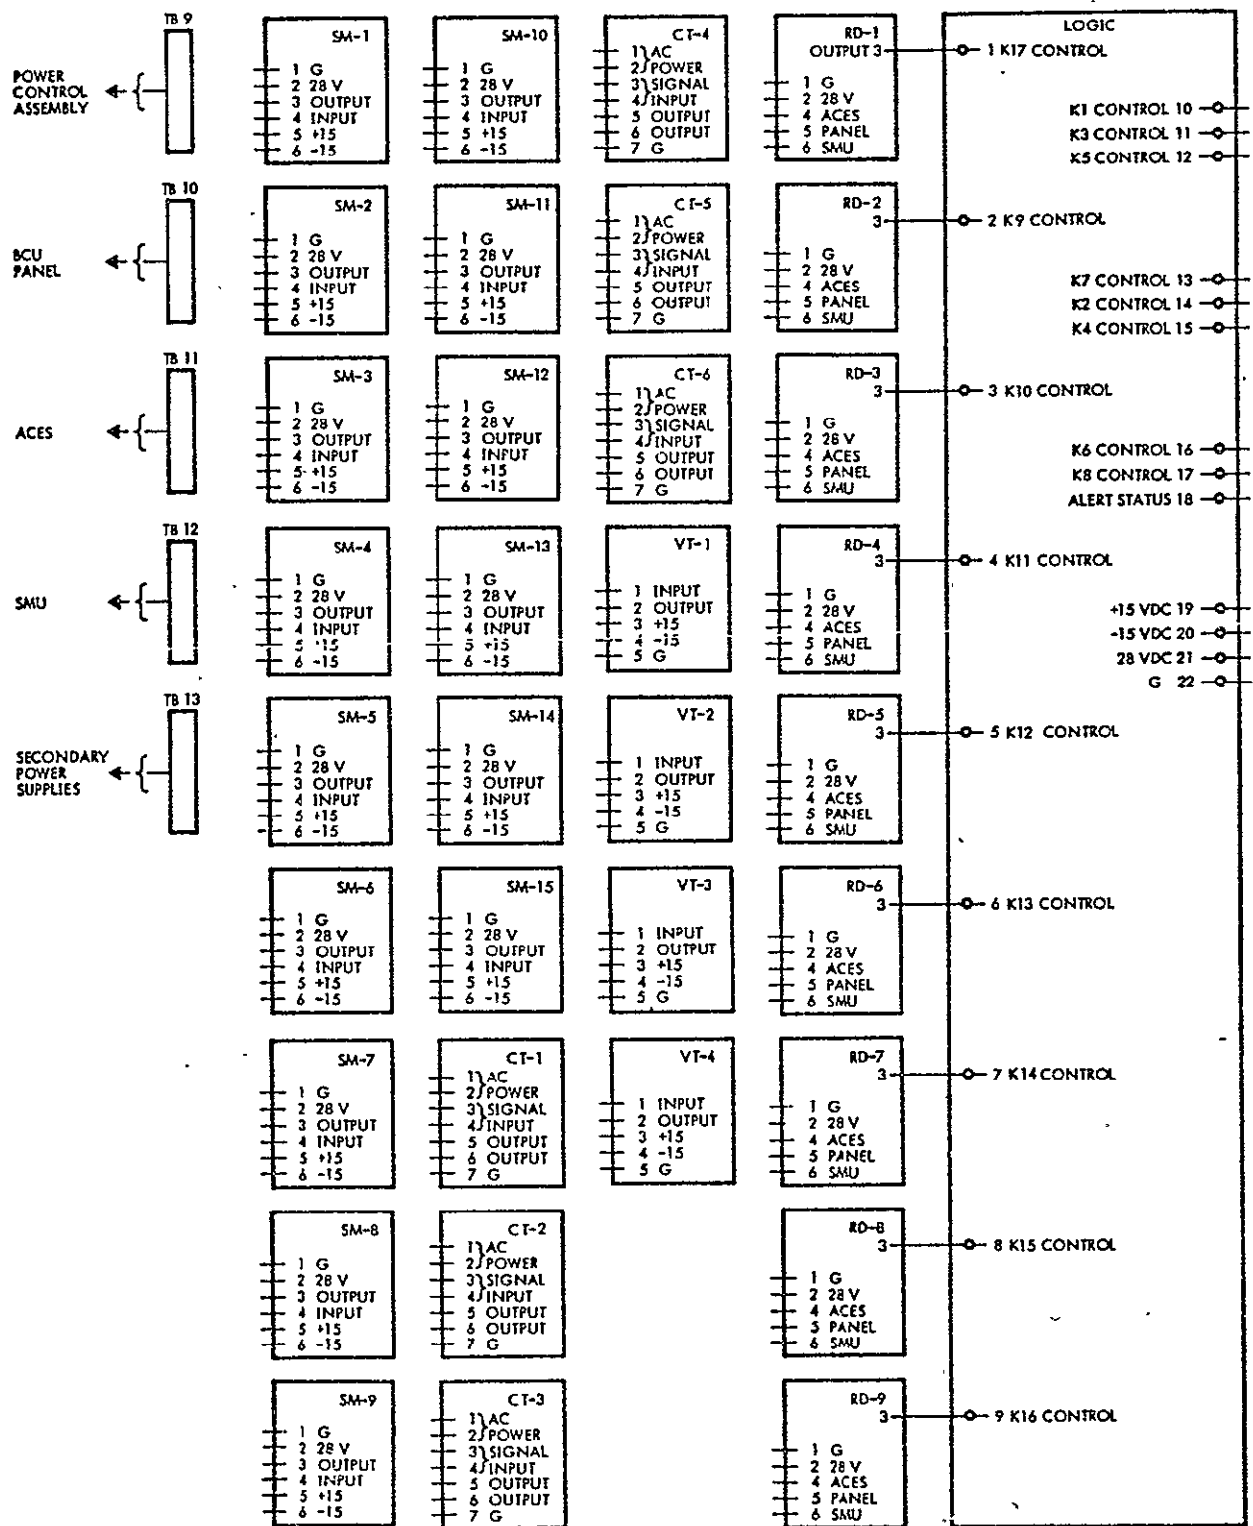 TB 9
POWER
CONTROL
ASSEMBLY
TB 10
BCU
PANEL
TB 11
ACES
TB 12
SMU
TB 13
SECONDARY
POWER
SUPPLIES
SM-1
1 G
2 28 V
3 OUTPUT
4 INPUT
5 +15
6 -15
SM-2
1 G
2 28 V
3 OUTPUT
4 INPUT
5 +15
6 -15
SM-3
1 G
2 28 V
3 OUTPUT
4 INPUT
5 +15
6 -15
SM-4
1 G
2 28 V
3 OUTPUT
4 INPUT
5 +15
6 -15
SM-5
1 G
2 28 V
3 OUTPUT
4 INPUT
5 +15
6 -15
SM-6
1 G
2 28 V
3 OUTPUT
4 INPUT
5 +15
6 -15
SM-7
1 G
2 28 V
3 OUTPUT
4 INPUT
5 +15
6 -15
SM-8
1 G
2 28 V
3 OUTPUT
4 INPUT
5 +15
6 -15
SM-9
1 G
2 28 V
3 OUTPUT
4 INPUT
5 +15
6 -15
SM-10
1 G
2 28 V
3 OUTPUT
4 INPUT
5 +15
6 -15
SM-11
1 G
2 28 V
3 OUTPUT
4 INPUT
5 +15
6 -15
SM-12
1 G
2 28 V
3 OUTPUT
4 INPUT
5 +15
6 -15
SM-13
1 G
2 28 V
3 OUTPUT
4 INPUT
5 +15
6 -15
SM-14
1 G
2 28 V
3 OUTPUT
4 INPUT
5 +15
6 -15
SM-15
1 G
2 28 V
3 OUTPUT
4 INPUT
5 +15
6 -15
CT-1
1 AC
2 POWER
3 SIGNAL
4 INPUT
5 OUTPUT
6 OUTPUT
7 G
CT-2
1 AC
2 POWER
3 SIGNAL
4 INPUT
5 OUTPUT
6 OUTPUT
7 G
CT-3
1 AC
2 POWER
3 SIGNAL
4 INPUT
5 OUTPUT
6 OUTPUT
7 G
CT-4
1 AC
2 POWER
3 SIGNAL
4 INPUT
5 OUTPUT
6 OUTPUT
7 G
CT-5
1 AC
2 POWER
3 SIGNAL
4 INPUT
5 OUTPUT
6 OUTPUT
7 G
CT-6
1 AC
2 POWER
3 SIGNAL
4 INPUT
5 OUTPUT
6 OUTPUT
7 G
VT-1
1 INPUT
2 OUTPUT
3 +15
4 -15
5 G
VT-2
1 INPUT
2 OUTPUT
3 +15
4 -15
5 G
VT-3
1 INPUT
2 OUTPUT
3 +15
4 -15
5 G
VT-4
1 INPUT
2 OUTPUT
3 +15
4 -15
5 G
RD-1
OUTPUT 3
1 G
2 28 V
4 ACES
5 PANEL
6 SMU
RD-2
3
1 G
2 28 V
4 ACES
5 PANEL
6 SMU
RD-3
3
1 G
2 28 V
4 ACES
5 PANEL
6 SMU
RD-4
3
1 G
2 28 V
4 ACES
5 PANEL
6 SMU
RD-5
3
1 G
2 28 V
4 ACES
5 PANEL
6 SMU
RD-6
3
1 G
2 28 V
4 ACES
5 PANEL
6 SMU
RD-7
3
1 G
2 28 V
4 ACES
5 PANEL
6 SMU
RD-8
3
1 G
2 28 V
4 ACES
5 PANEL
6 SMU
RD-9
3
1 G
2 28 V
4 ACES
5 PANEL
6 SMU
LOGIC
1 K17 CONTROL
K1 CONTROL 10
K3 CONTROL 11
K5 CONTROL 12
2 K9 CONTROL
K7 CONTROL 13
K2 CONTROL 14
K4 CONTROL 15
3 K10 CONTROL
K6 CONTROL 16
K8 CONTROL 17
ALERT STATUS 18
4 K11 CONTROL
+15 VDC 19
-15 VDC 20
28 VDC 21
G 22
5 K12 CONTROL
6 K13 CONTROL
7 K14 CONTROL
8 K15 CONTROL
9 K16 CONTROL